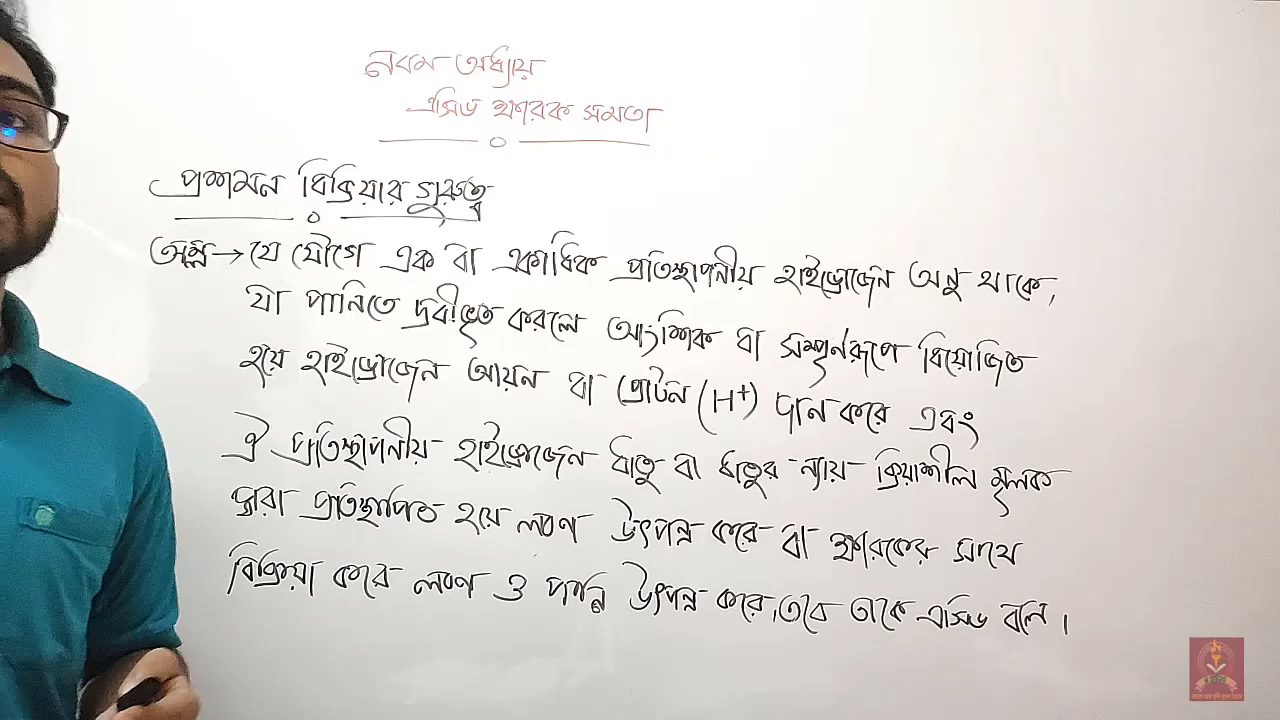 নবম অধ্যায়
এসিড ক্ষারক সমতা
প্রশমন বিক্রিয়ার গুরুত্ব
অম্ল → যে যৌগে এক বা একাধিক প্রতিস্থাপনীয় হাইড্রোজেন অনু থাকে,
যা পানিতে দ্রবীভূত করলে আংশিক বা সম্পূর্নরূপে বিয়োজিত
হয়ে হাইড্রোজেন আয়ন বা প্রোটন (H+) দান করে এবং
ঐ প্রতিস্থাপনীয় হাইড্রোজেন ধাতু বা ধাতুর ন্যায় ক্রিয়াশীল মূলক
দ্বারা প্রতিস্থাপিত হয়ে লবণ উৎপন্ন করে বা ক্ষারকের সাথে
বিক্রিয়া করে লবণ ও পানি উৎপন্ন করে, তবে তাকে এসিড বলে।